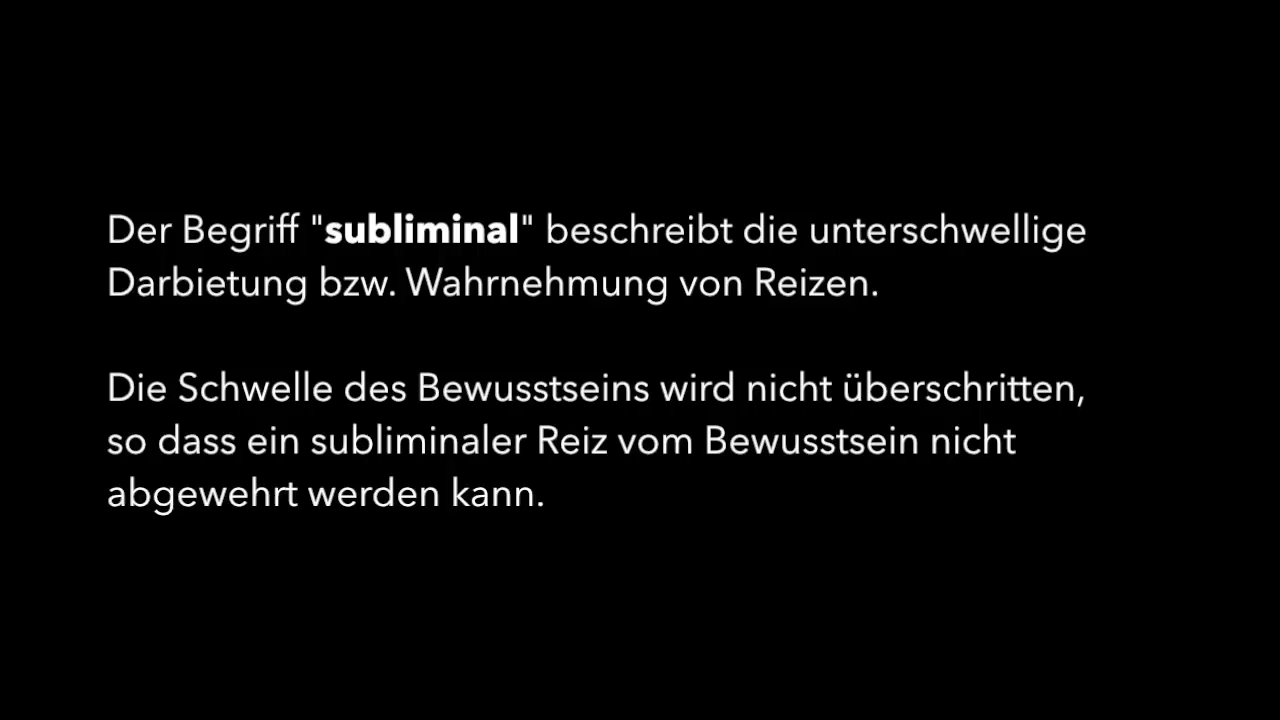 Der Begriff "subliminal" beschreibt die unterschwellige
Darbietung bzw. Wahrnehmung von Reizen.
Die Schwelle des Bewusstseins wird nicht überschritten,
so dass ein subliminaler Reiz vom Bewusstsein nicht
abgewehrt werden kann.